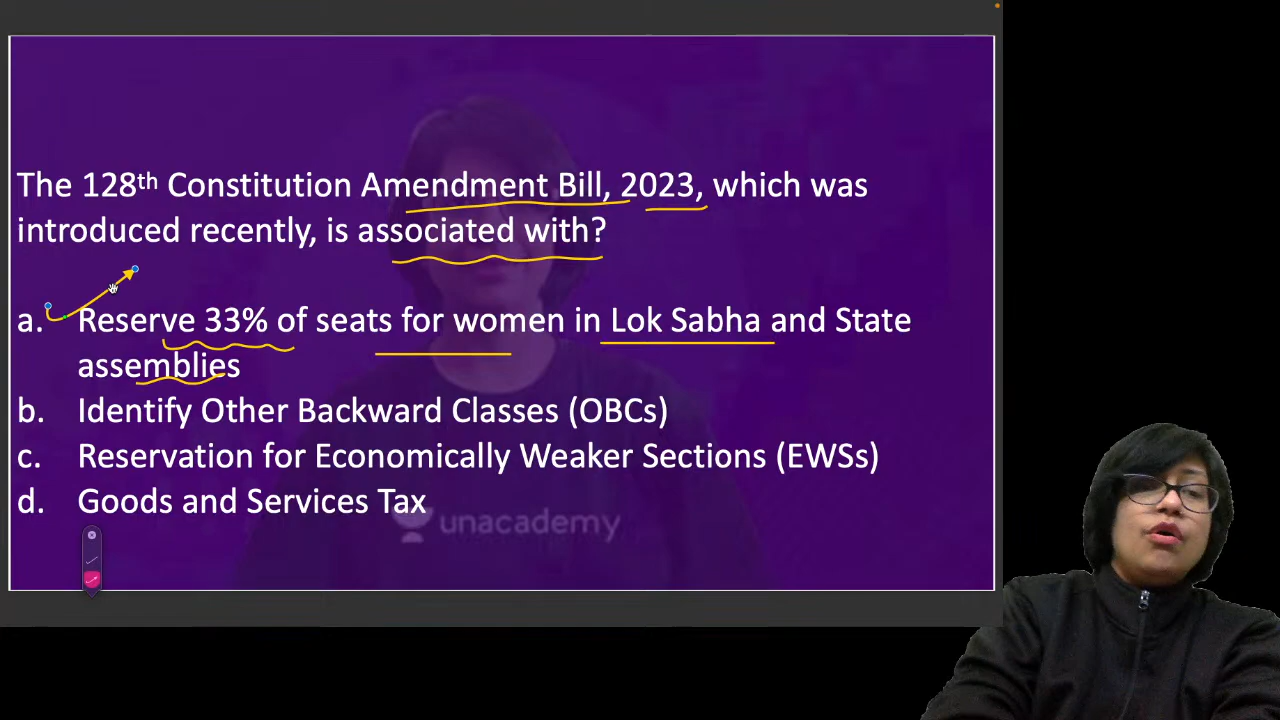 The 128th Constitution Amendment Bill, 2023, which was
introduced recently, is associated with?
a. Reserve 33% of seats for women in Lok Sabha and State
assemblies
b. Identify Other Backward Classes (OBCs)
c. Reservation for Economically Weaker Sections (EWSs)
d. Goods and Services Tax
unacademy